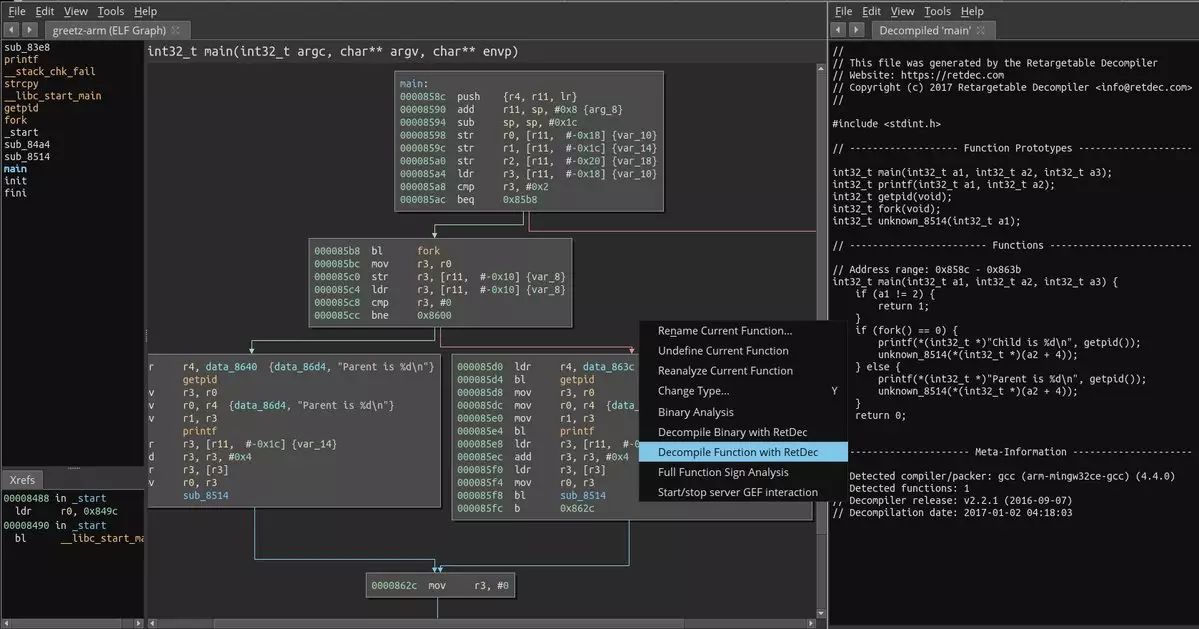 File Edit View Tools Help
greetz-arm (ELF Graph)
sub_83e8
printf
__stack_chk_fail
strcpy
__libc_start_main
getpid
fork
_start
sub_84a4
sub_8514
main
init
fini
Xrefs
00008488 in _start
ldr r0, 0x849c
00008490 in _start
bl __libc_start_ma
int32_t main(int32_t argc, char** argv, char** envp)
main:
0000858c push {r4, r11, lr}
00008590 add r11, sp, #0x8 {arg_8}
00008594 sub sp, sp, #0x1c
00008598 str r0, [r11, #-0x18] {var_10}
0000859c str r1, [r11, #-0x1c] {var_14}
000085a0 str r2, [r11, #-0x20] {var_18}
000085a4 ldr r3, [r11, #-0x18] {var_10}
000085a8 cmp r3, #0x2
000085ac beq 0x85b8
000085b8 bl fork
000085bc mov r3, r0
000085c0 str r3, [r11, #-0x10] {var_8}
000085c4 ldr r3, [r11, #-0x10] {var_8}
000085c8 cmp r3, #0
000085cc bne 0x8600
r r4, data_8640 {data_86d4, "Parent is %d\n"}
getpid
v r3, r0
v r0, r4 {data_86d4, "Parent is %d\n"}
v r1, r3
printf
r r3, [r11, #-0x1c] {var_14}
d r3, r3, #0x4
r r3, [r3]
v r0, r3
sub_8514
000085d0 ldr r4, data_863c
000085d4 bl getpid
000085d8 mov r3, r0
000085dc mov r0, r4 {data_
000085e0 mov r1, r3
000085e4 bl printf
000085e8 ldr r3, [r11, #-0
000085ec add r3, r3, #0x4
000085f0 ldr r3, [r3]
000085f4 mov r0, r3
000085f8 bl sub_8514
000085fc b 0x862c
0000862c mov r3, #0
Rename Current Function...
Undefine Current Function
Reanalyze Current Function
Change Type... Y
Binary Analysis
Decompile Binary with RetDec
Decompile Function with RetDec
Full Function Sign Analysis
Start/stop server GEF interaction
File Edit View Tools Help
Decompiled 'main'
//
// This file was generated by the Retargetable Decompiler
// Website: https://retdec.com
// Copyright (c) 2017 Retargetable Decompiler <info@retdec.com>
//
#include <stdint.h>
// ------------------- Function Prototypes --------------------
int32_t main(int32_t a1, int32_t a2, int32_t a3);
int32_t printf(int32_t a1, int32_t a2);
int32_t getpid(void);
int32_t fork(void);
int32_t unknown_8514(int32_t a1);
// ------------------------ Functions -------------------------
// Address range: 0x858c - 0x863b
int32_t main(int32_t a1, int32_t a2, int32_t a3) {
if (a1 != 2) {
return 1;
}
if (fork() == 0) {
printf(*(int32_t *)"Child is %d\n", getpid());
unknown_8514(*(int32_t *)(a2 + 4));
} else {
printf(*(int32_t *)"Parent is %d\n", getpid());
unknown_8514(*(int32_t *)(a2 + 4));
}
return 0;
--------------------- Meta-Information ---------------------
Detected compiler/packer: gcc (arm-mingw32ce-gcc) (4.4.0)
Detected functions: 1
// Decompiler release: v2.2.1 (2016-09-07)
// Decompilation date: 2017-01-02 04:18:03